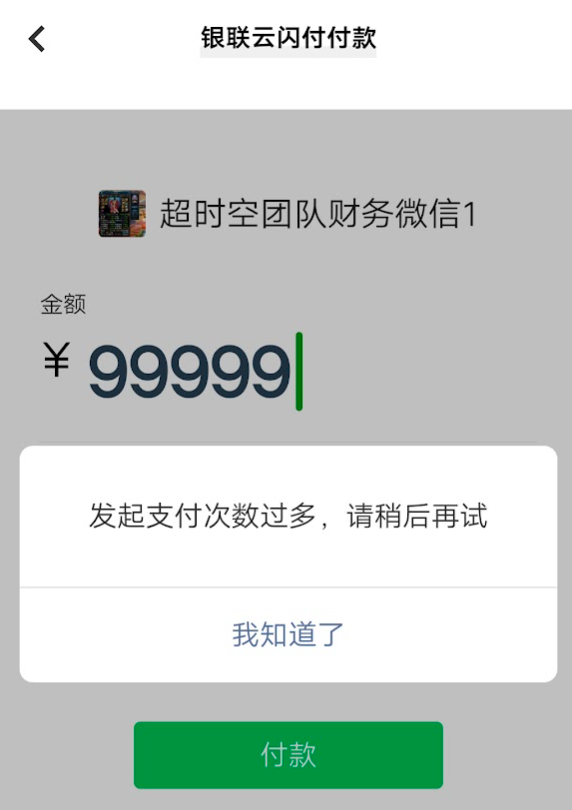 银联云闪付付款
超时空团队财务微信1
金额
¥ 99999
发起支付次数过多，请稍后再试
我知道了
付款